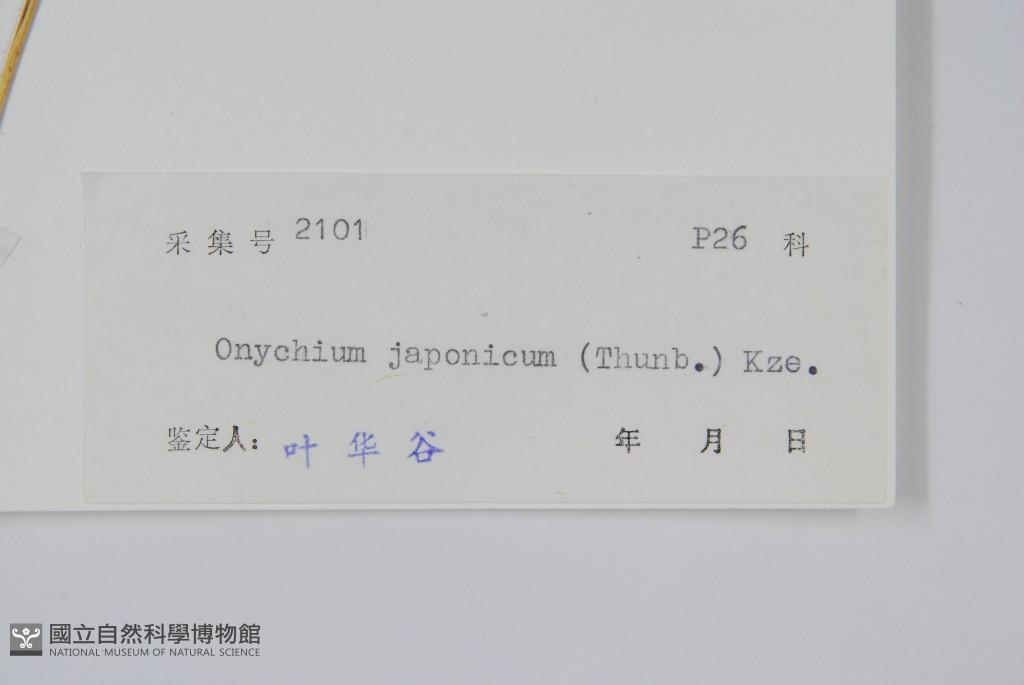 采集号 2101 P26 科
Onychium japonicum (Thunb.) Kze.
鉴定人: 叶华谷 年 月 日
國立自然科學博物館
NATIONAL MUSEUM OF NATURAL SCIENCE